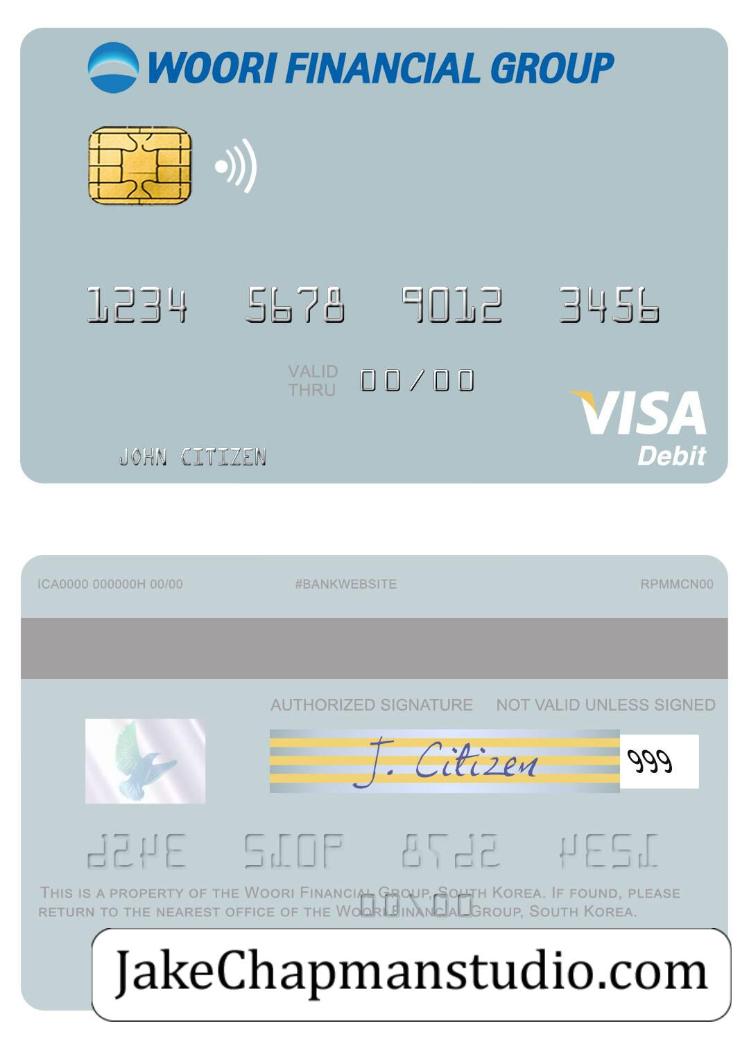 WOORI FINANCIAL GROUP
1234 5678 9012 3456
VALID
THRU 00/00
VISA
Debit
JOHN CITIZEN
ICA0000 000000H 00/00 #BANKWEBSITE RPMMCN00
AUTHORIZED SIGNATURE NOT VALID UNLESS SIGNED
J. Citizen 999
THIS IS A PROPERTY OF THE WOORI FINANCIAL GROUP, SOUTH KOREA. IF FOUND, PLEASE
RETURN TO THE NEAREST OFFICE OF THE WOORI FINANCIAL GROUP, SOUTH KOREA.
JakeChapmanstudio.com